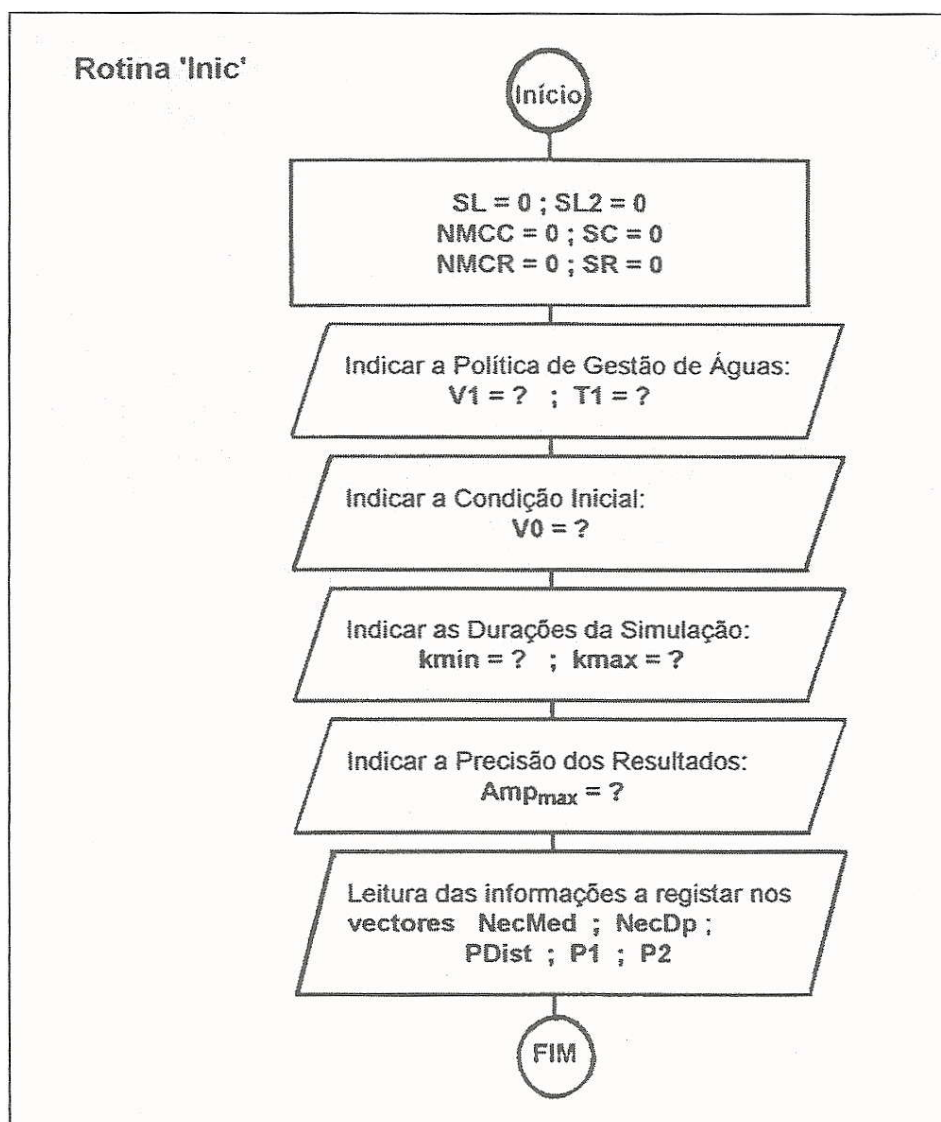 Rotina 'Inic'
Início
SL = 0 ; SL2 = 0
NMCC = 0 ; SC = 0
NMCR = 0 ; SR = 0
Indicar a Política de Gestão de Águas:
V1 = ? ; T1 = ?
Indicar a Condição Inicial:
V0 = ?
Indicar as Durações da Simulação:
kmin = ? ; kmax = ?
Indicar a Precisão dos Resultados:
Ampmax = ?
Leitura das informações a registar nos
vectores NecMed ; NecDp ;
PDist ; P1 ; P2
FIM